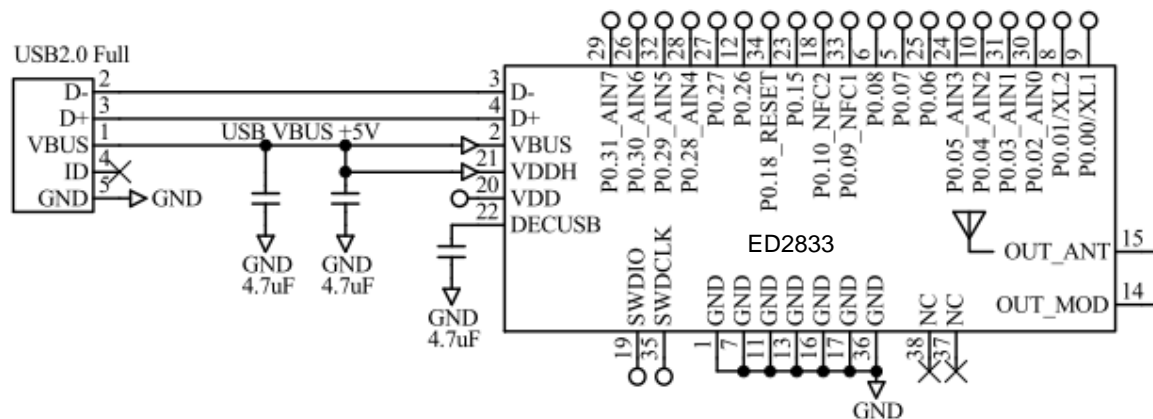 USB2.0 Full
D-
2
D+
3
VBUS
1
ID
4
GND
5
GND
USB VBUS +5V
GND
4.7uF
GND
4.7uF
GND
4.7uF
3
D-
4
D+
2
VBUS
21
VDDH
20
VDD
22
DECUSB
29
P0.31_AIN7
26
P0.30_AIN6
32
P0.29_AIN5
28
P0.28_AIN4
27
P0.27
12
P0.26
34
P0.18_RESET
23
P0.15
18
P0.10_NFC2
33
P0.09_NFC1
6
P0.08
5
P0.07
25
P0.06
24
P0.05_AIN3
10
P0.04_AIN2
31
P0.03_AIN1
30
P0.02_AIN0
8
P0.01/XL2
9
P0.00/XL1
ED2833
OUT_ANT
15
OUT_MOD
14
SWDIO
19
SWDCLK
35
GND
1
GND
7
GND
11
GND
13
GND
16
GND
17
GND
36
NC
38
NC
37
GND